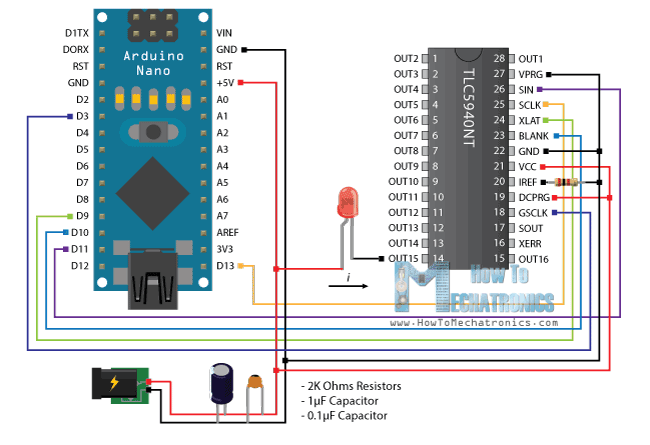 D1TX
DORX
RST
GND
D2
D3
D4
D5
D6
D7
D8
D9
D10
D11
D12
Arduino
Nano
VIN
GND
RST
+5V
A0
A1
A2
A3
A4
A5
A6
A7
AREF
3V3
D13
OUT2 1
OUT3 2
OUT4 3
OUT5 4
OUT6 5
OUT7 6
OUT8 7
OUT9 8
OUT10 9
OUT11 10
OUT12 11
OUT13 12
OUT14 13
OUT15 14
TLC5940NT
28 OUT1
27 VPRG
26 SIN
25 SCLK
24 XLAT
23 BLANK
22 GND
21 VCC
20 IREF
19 DCPRG
18 GSCLK
17 SOUT
16 XERR
15 OUT16
i
How To
MECHATRONICS
www.HowToMechatronics.com
- 2K Ohms Resistors
- 1µF Capacitor
- 0.1µF Capacitor